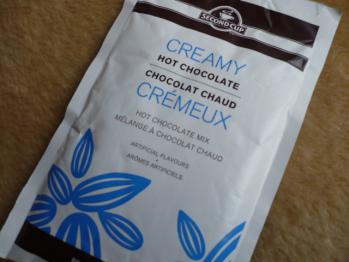 SECOND CUP
CREAMY
HOT CHOCOLATE
CHOCOLAT CHAUD
CRÉMEUX
HOT CHOCOLATE MIX
MÉLANGE À CHOCOLAT CHAUD
ARTIFICIAL FLAVOURS
•
ARÔMES ARTIFICIELS